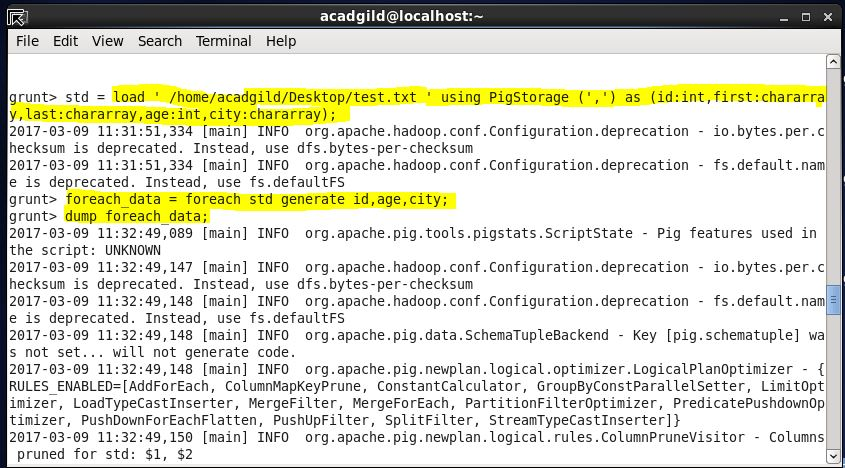 acadgild@localhost:~
File Edit View Search Terminal Help
grunt> std = load ' /home/acadgild/Desktop/test.txt ' using PigStorage (',') as (id:int,first:chararra
y,last:chararray,age:int,city:chararray);
2017-03-09 11:31:51,334 [main] INFO  org.apache.hadoop.conf.Configuration.deprecation - io.bytes.per.c
hecksum is deprecated. Instead, use dfs.bytes-per-checksum
2017-03-09 11:31:51,334 [main] INFO  org.apache.hadoop.conf.Configuration.deprecation - fs.default.nam
e is deprecated. Instead, use fs.defaultFS
grunt> foreach_data = foreach std generate id,age,city;
grunt> dump foreach_data;
2017-03-09 11:32:49,089 [main] INFO  org.apache.pig.tools.pigstats.ScriptState - Pig features used in
the script: UNKNOWN
2017-03-09 11:32:49,147 [main] INFO  org.apache.hadoop.conf.Configuration.deprecation - io.bytes.per.c
hecksum is deprecated. Instead, use dfs.bytes-per-checksum
2017-03-09 11:32:49,148 [main] INFO  org.apache.hadoop.conf.Configuration.deprecation - fs.default.nam
e is deprecated. Instead, use fs.defaultFS
2017-03-09 11:32:49,148 [main] INFO  org.apache.pig.data.SchemaTupleBackend - Key [pig.schematuple] wa
s not set... will not generate code.
2017-03-09 11:32:49,148 [main] INFO  org.apache.pig.newplan.logical.optimizer.LogicalPlanOptimizer - {
RULES_ENABLED=[AddForEach, ColumnMapKeyPrune, ConstantCalculator, GroupByConstParallelSetter, LimitOpt
imizer, LoadTypeCastInserter, MergeFilter, MergeForEach, PartitionFilterOptimizer, PredicatePushdownOp
timizer, PushDownForEachFlatten, PushUpFilter, SplitFilter, StreamTypeCastInserter]}
2017-03-09 11:32:49,150 [main] INFO  org.apache.pig.newplan.logical.rules.ColumnPruneVisitor - Columns
pruned for std: $1, $2